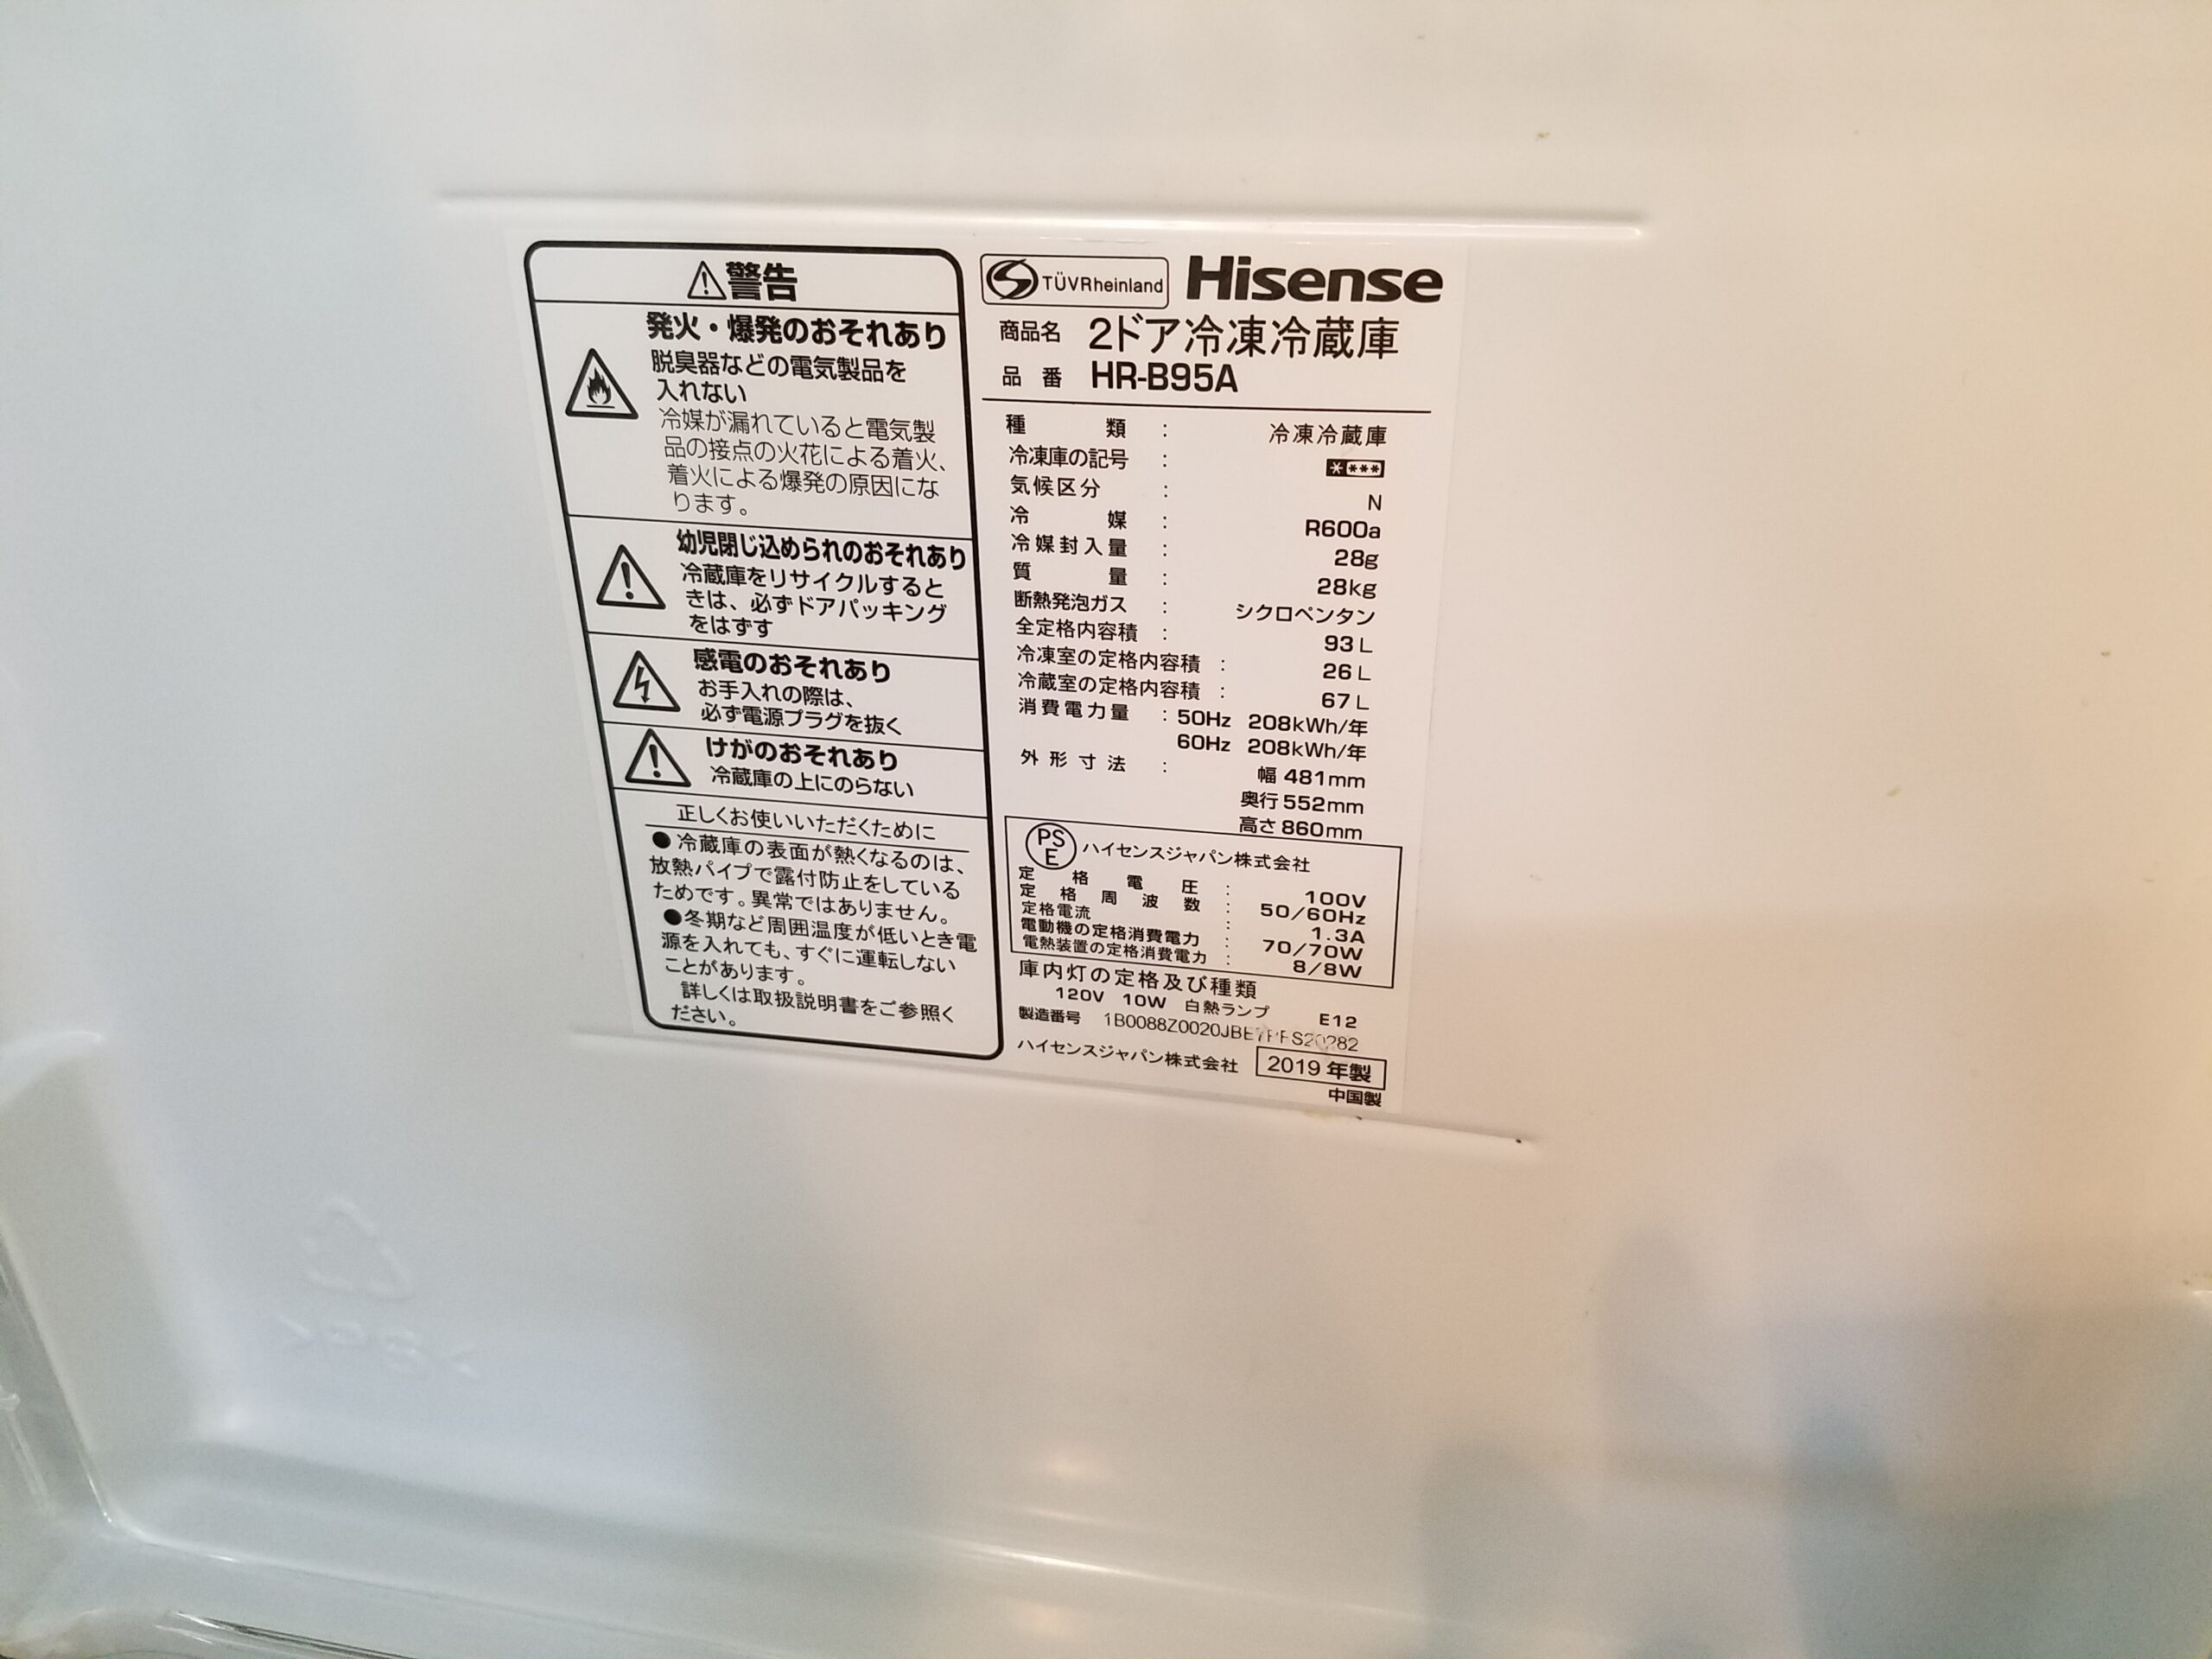 警告
発火・爆発のおそれあり
脱臭器などの電気製品を
入れない
冷媒が漏れていると電気製
品の接点の火花による着火、
着火による爆発の原因にな
ります。
幼児閉じ込められのおそれあり
冷蔵庫をリサイクルすると
きは、必ずドアパッキング
をはずす
感電のおそれあり
お手入れの際は、
必ず電源プラグを抜く
けがのおそれあり
冷蔵庫の上にのらない
正しくお使いいただくために
●冷蔵庫の表面が熱くなるのは、
放熱パイプで露付防止をしている
ためです。異常ではありません。
●冬期など周囲温度が低いとき電
源を入れても、すぐに運転しない
ことがあります。
詳しくは取扱説明書をご参照く
ださい。
TÜVRheinland Hisense
商品名 2ドア冷凍冷蔵庫
品番 HR-B95A
種類 : 冷凍冷蔵庫
冷凍庫の記号 : ****
気候区分 : N
冷媒 : R600a
冷媒封入量 : 28g
質量 : 28kg
断熱発泡ガス : シクロペンタン
全定格内容積 : 93L
冷凍室の定格内容積 : 26L
冷蔵室の定格内容積 : 67L
消費電力量 : 50Hz 208kWh/年
60Hz 208kWh/年
外形寸法 : 幅 481mm
奥行 552mm
高さ 860mm
PSE ハイセンスジャパン株式会社
定格電圧 : 100V
定格周波数 : 50/60Hz
定格電流 : 1.3A
電動機の定格消費電力 : 70/70W
電熱装置の定格消費電力 : 8/8W
庫内灯の定格及び種類
120V 10W 白熱ランプ E12
製造番号
ハイセンスジャパン株式会社 2019年製
中国製
>PS<